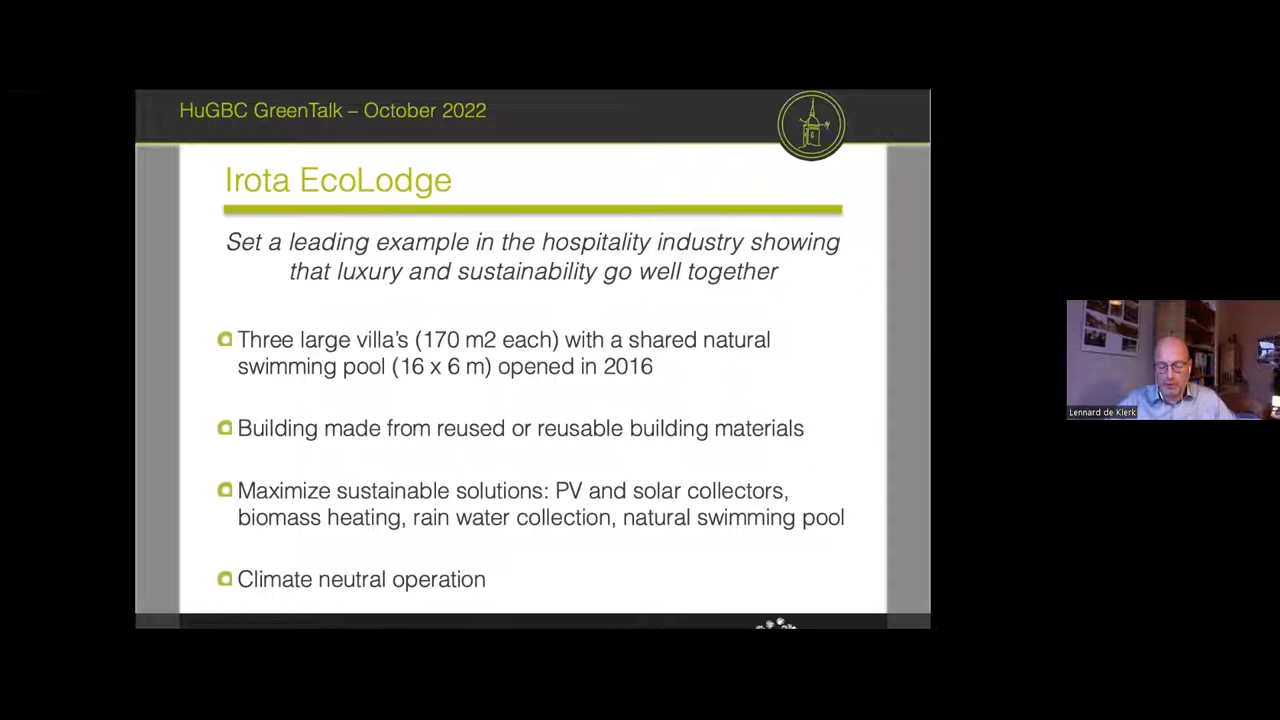 HuGBC GreenTalk – October 2022
Irota EcoLodge
Set a leading example in the hospitality industry showing
that luxury and sustainability go well together
Three large villa's (170 m2 each) with a shared natural
swimming pool (16 x 6 m) opened in 2016
Building made from reused or reusable building materials
Maximize sustainable solutions: PV and solar collectors,
biomass heating, rain water collection, natural swimming pool
Climate neutral operation
Lennard de Klerk